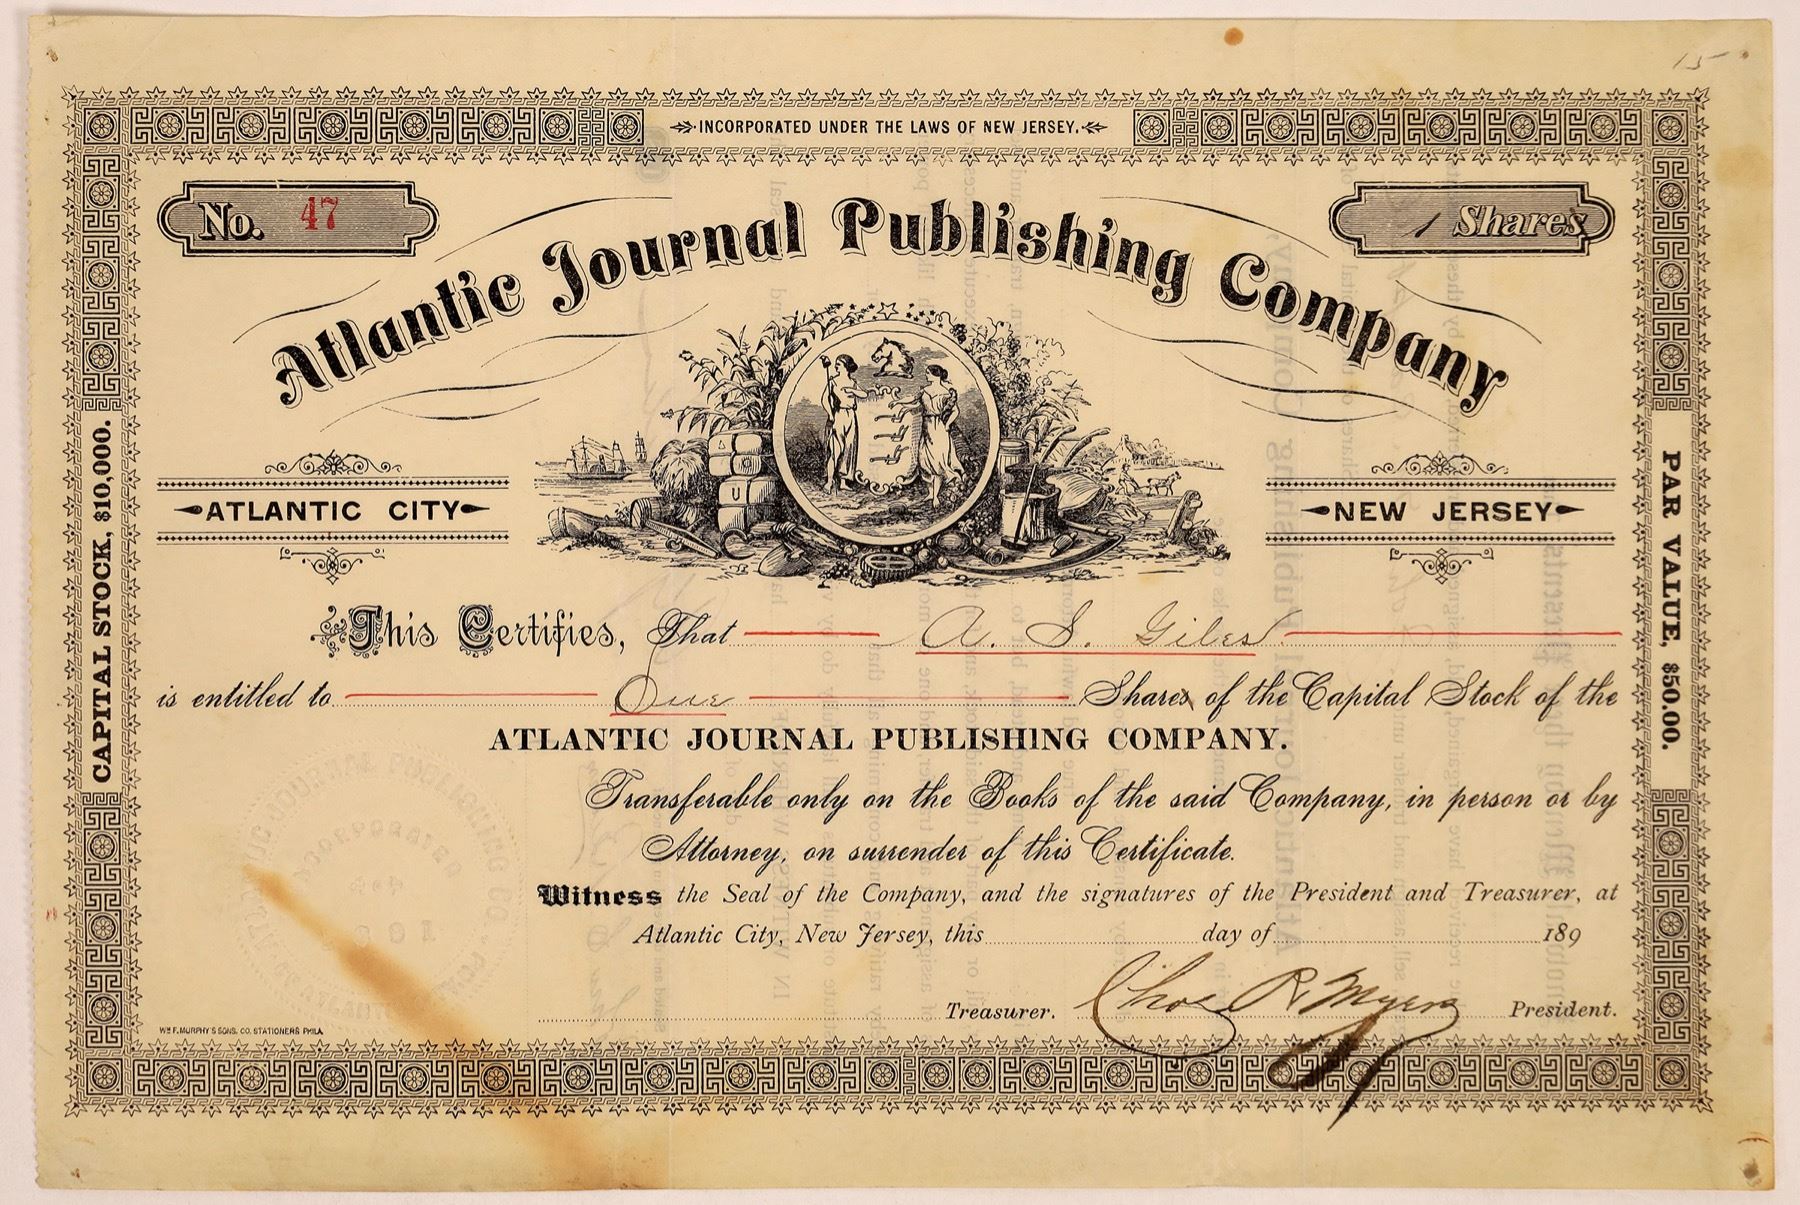 15-
INCORPORATED UNDER THE LAWS OF NEW JERSEY.
No. 47
1 Shares
Atlantic Journal Publishing Company
CAPITAL STOCK, $10,000.
PAR VALUE, $50.00.
ATLANTIC CITY
NEW JERSEY
This Certifies, That A. S. Giles
is entitled to One Shares of the Capital Stock of the
ATLANTIC JOURNAL PUBLISHING COMPANY.
Transferable only on the Books of the said Company, in person or by
Attorney, on surrender of this Certificate.
Witness the Seal of the Company, and the signatures of the President and Treasurer, at
Atlantic City, New Jersey, this day of 189
Treasurer. Chas R. Myers President.
WM F. MURPHY'S SONS. CO. STATIONERS PHILA